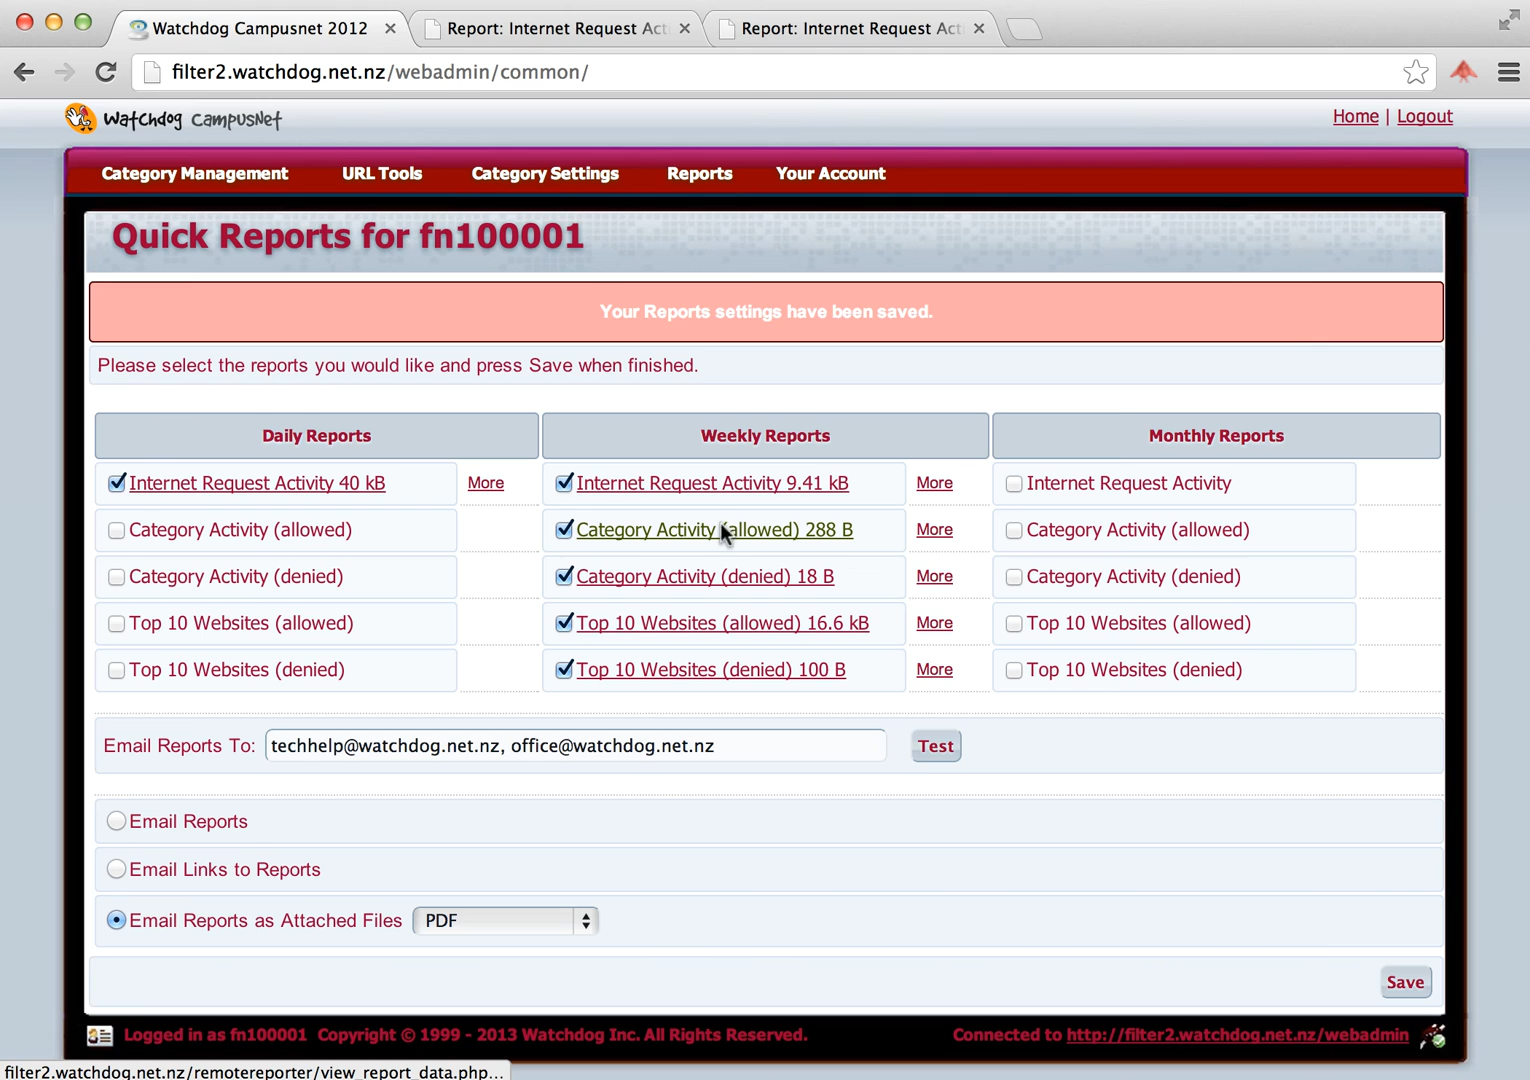 Watchdog Campusnet 2012
Report: Internet Request Act
Report: Internet Request Act
filter2.watchdog.net.nz/webadmin/common/
Watchdog CampusNet
Home | Logout
Category Management URL Tools Category Settings Reports Your Account
Quick Reports for fn100001
Your Reports settings have been saved.
Please select the reports you would like and press Save when finished.
Daily Reports Weekly Reports Monthly Reports
Internet Request Activity 40 kB More Internet Request Activity 9.41 kB More Internet Request Activity
Category Activity (allowed) Category Activity (allowed) 288 B More Category Activity (allowed)
Category Activity (denied) Category Activity (denied) 18 B More Category Activity (denied)
Top 10 Websites (allowed) Top 10 Websites (allowed) 16.6 kB More Top 10 Websites (allowed)
Top 10 Websites (denied) Top 10 Websites (denied) 100 B More Top 10 Websites (denied)
Email Reports To: techhelp@watchdog.net.nz, office@watchdog.net.nz Test
Email Reports
Email Links to Reports
Email Reports as Attached Files PDF
Save
Logged in as fn100001 Copyright © 1999 - 2013 Watchdog Inc. All Rights Reserved. Connected to http://filter2.watchdog.net.nz/webadmin
filter2.watchdog.net.nz/remotereporter/view_report_data.php...